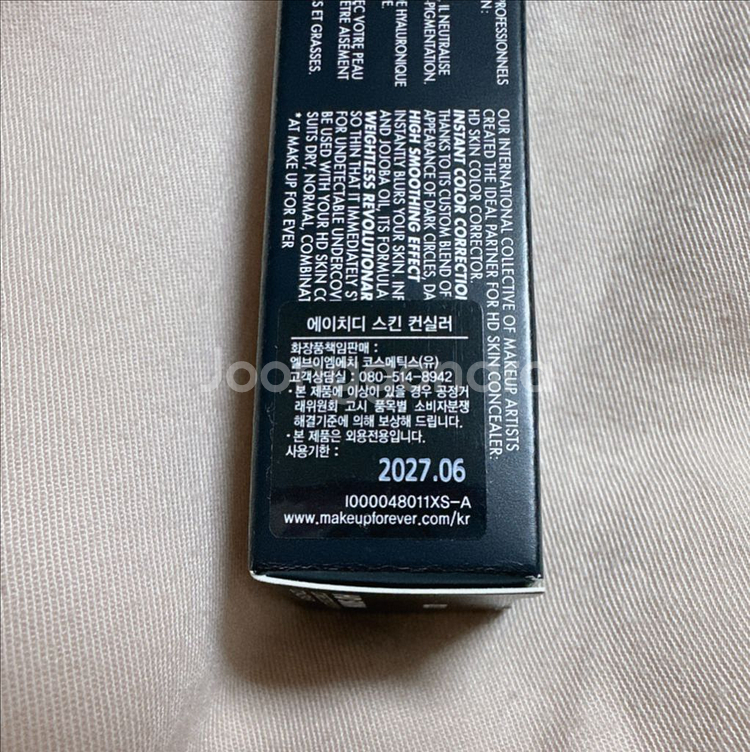 PROFESSIONNELS
N :
, IL NEUTRALISE
PIGMENTATION.
E HYALURONIQUE
E.
EC VOTRE PEAU
ÊTRE AISÉMENT
S ET GRASSES.
OUR INTERNATIONAL COLLECTIVE OF MAKEUP ARTISTS
CREATED THE IDEAL PARTNER FOR HD SKIN CONCEALER:
HD SKIN COLOR CORRECTOR.
INSTANT COLOR CORRECTION
THANKS TO ITS CUSTOM BLEND OF
APPEARANCE OF DARK CIRCLES, DA
HIGH SMOOTHING EFFECT
INSTANTLY BLURS YOUR SKIN. INF
AND JOJOBA OIL, ITS FORMULA
WEIGHTLESS REVOLUTIONAR
SO THIN THAT IT IMMEDIATELY S
FOR UNDETECTABLE UNDERCOV
BE USED WITH YOUR HD SKIN CO
SUITS DRY, NORMAL, COMBINAT
*AT MAKE UP FOR EVER
에이치디 스킨 컨실러
화장품책임판매 :
엘브이엠에치 코스메틱스(유)
고객상담실 : 080-514-8942
· 본 제품에 이상이 있을 경우 공정거
래위원회 고시 품목별 소비자분쟁
해결기준에 의해 보상해 드립니다.
· 본 제품은 외용전용입니다.
사용기한 :
2027.06
I000048011XS-A
www.makeupforever.com/kr
Joonggonara